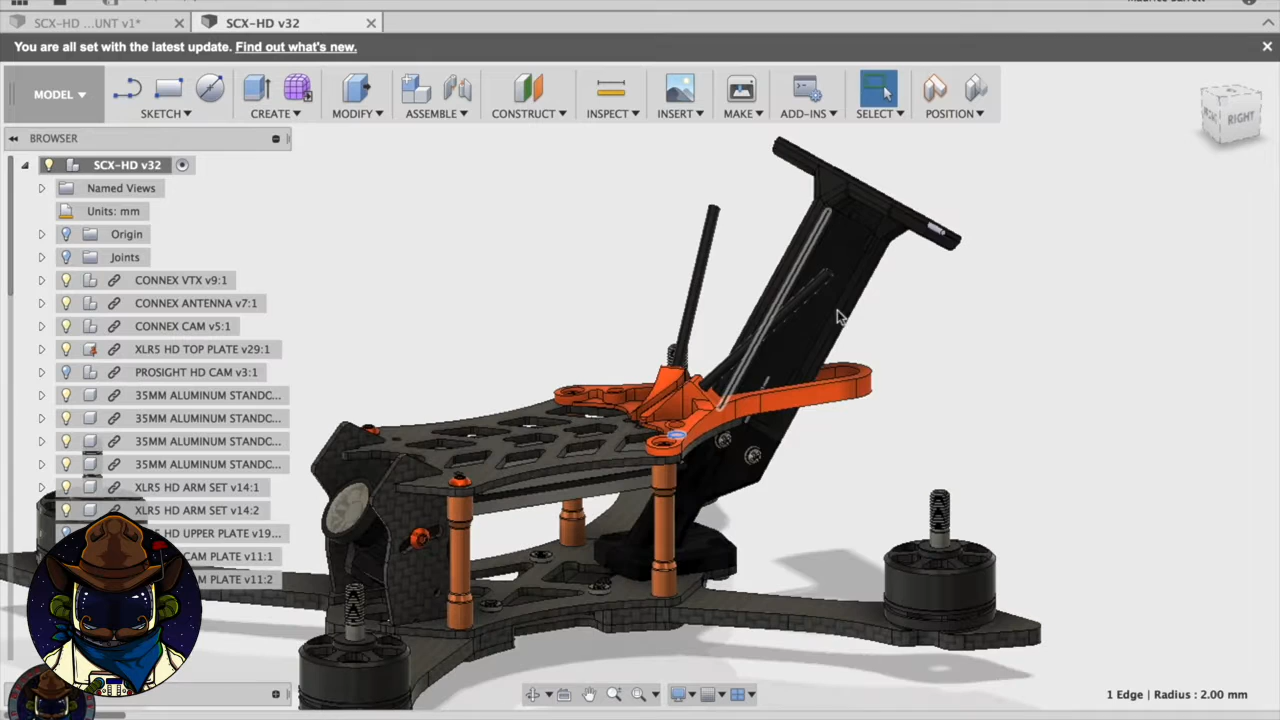 SCX-HD ...UNT v1*
SCX-HD v32
You are all set with the latest update. Find out what's new.
MODEL
SKETCH
CREATE
MODIFY
ASSEMBLE
CONSTRUCT
INSPECT
INSERT
MAKE
ADD-INS
SELECT
POSITION
RIGHT
BROWSER
SCX-HD v32
Named Views
Units: mm
Origin
Joints
CONNEX VTX v9:1
CONNEX ANTENNA v7:1
CONNEX CAM v5:1
XLR5 HD TOP PLATE v29:1
PROSIGHT HD CAM v3:1
35MM ALUMINUM STANDC...
35MM ALUMINUM STANDC...
35MM ALUMINUM STANDC...
35MM ALUMINUM STANDC...
XLR5 HD ARM SET v14:1
XLR5 HD ARM SET v14:2
HD UPPER PLATE v19...
CAM PLATE v11:1
PLATE v11:2
1 Edge | Radius : 2.00 mm